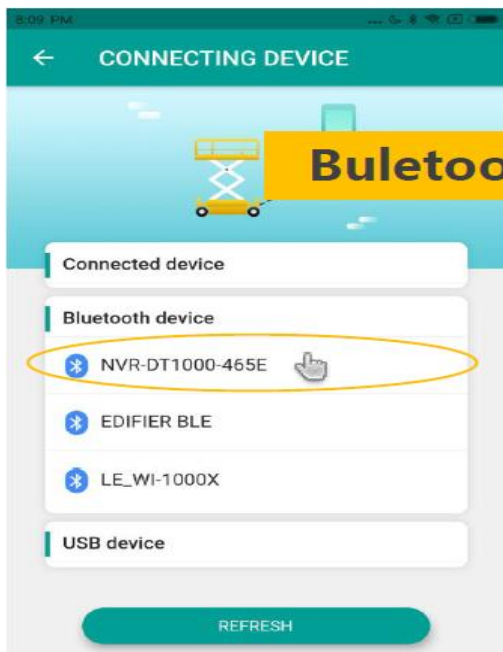 8:09 PM
CONNECTING DEVICE
Buletoo
Connected device
Bluetooth device
NVR-DT1000-465E
EDIFIER BLE
LE_WI-1000X
USB device
REFRESH